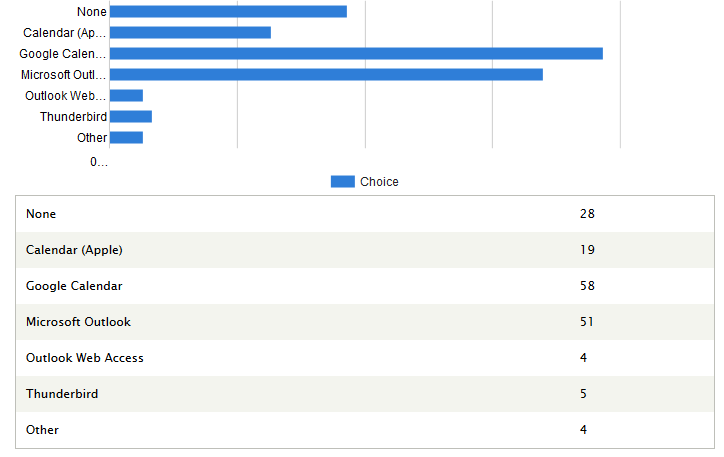 None
Calendar (Ap...
Google Calen...
Microsoft Outl...
Outlook Web...
Thunderbird
Other
0...
Choice
None 28
Calendar (Apple) 19
Google Calendar 58
Microsoft Outlook 51
Outlook Web Access 4
Thunderbird 5
Other 4